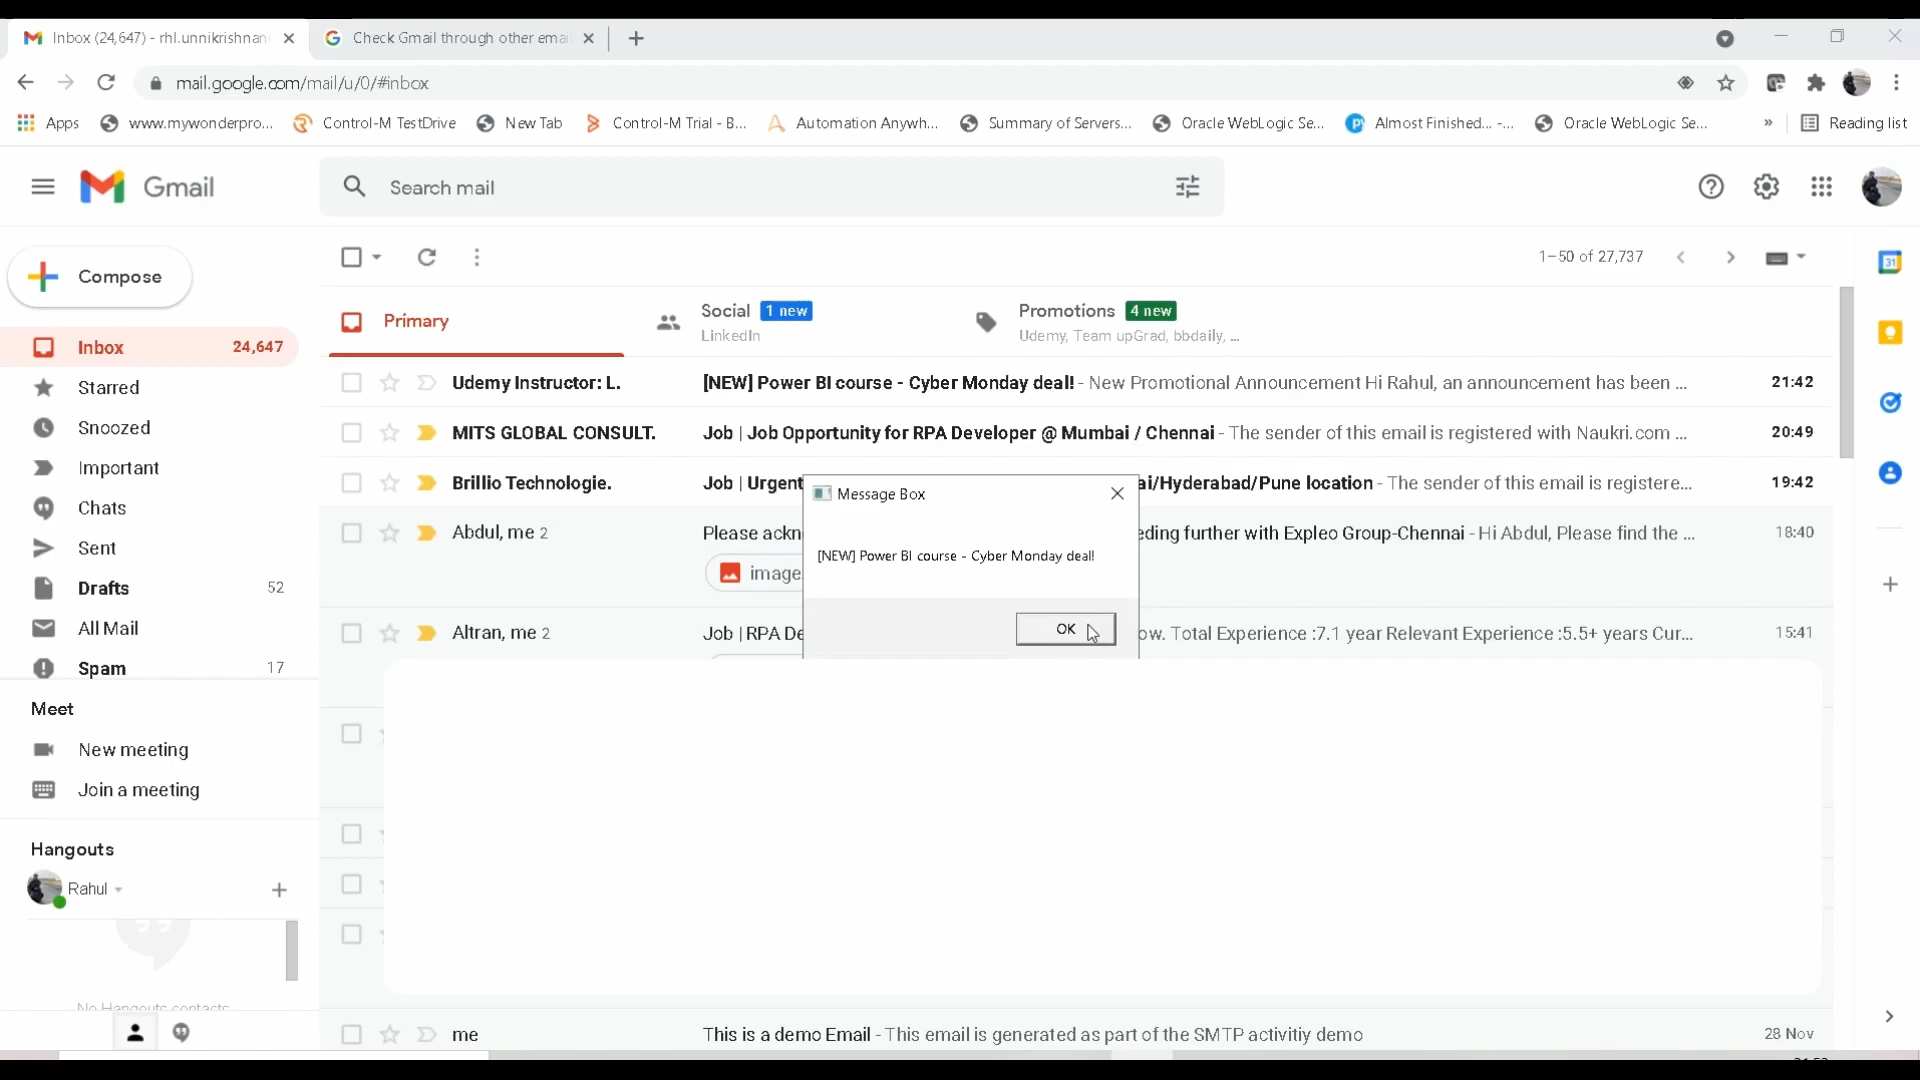 Inbox (24,647) - rhl.unnikrishnan
Check Gmail through other emai
mail.google.com/mail/u/0/#inbox
Apps
www.mywonderpro...
Control-M TestDrive
New Tab
Control-M Trial - B...
Automation Anywh...
Summary of Servers...
Oracle WebLogic Se...
Almost Finished... -...
Oracle WebLogic Se...
»
Reading list
Gmail
Search mail
Compose
1–50 of 27,737
Primary
Social 1 new
LinkedIn
Promotions 4 new
Udemy, Team upGrad, bbdaily, ...
Inbox 24,647
Starred
Snoozed
Important
Chats
Sent
Drafts 52
All Mail
Spam 17
Meet
New meeting
Join a meeting
Hangouts
Rahul
Udemy Instructor: L. [NEW] Power BI course - Cyber Monday deal! - New Promotional Announcement Hi Rahul, an announcement has been ... 21:42
MITS GLOBAL CONSULT. Job | Job Opportunity for RPA Developer @ Mumbai / Chennai - The sender of this email is registered with Naukri.com ... 20:49
Brillio Technologie. Job | Urgent ai/Hyderabad/Pune location - The sender of this email is registere... 19:42
Abdul, me 2 Please ackn eding further with Expleo Group-Chennai - Hi Abdul, Please find the ... 18:40
image
Altran, me 2 Job | RPA De ow. Total Experience :7.1 year Relevant Experience :5.5+ years Cur... 15:41
Message Box
[NEW] Power BI course - Cyber Monday deal!
OK
me This is a demo Email - This email is generated as part of the SMTP activitiy demo 28 Nov
31